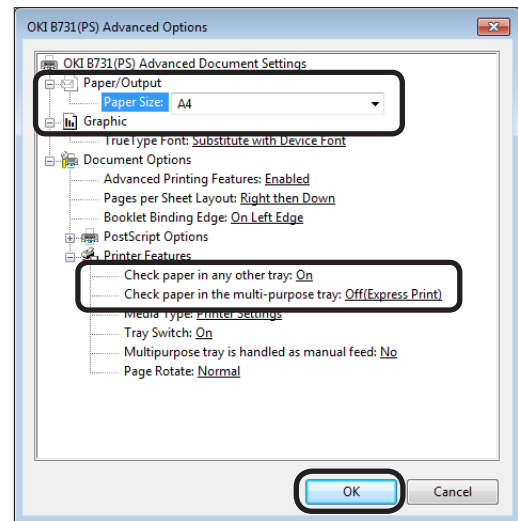 OKI B731(PS) Advanced Options
OKI B731(PS) Advanced Document Settings
Paper/Output
Paper Size: A4
Graphic
TrueType Font: Substitute with Device Font
Document Options
Advanced Printing Features: Enabled
Pages per Sheet Layout: Right then Down
Booklet Binding Edge: On Left Edge
PostScript Options
Printer Features
Check paper in any other tray: On
Check paper in the multi-purpose tray: Off(Express Print)
Media Type: Printer Settings
Tray Switch: On
Multipurpose tray is handled as manual feed: No
Page Rotate: Normal
OK Cancel